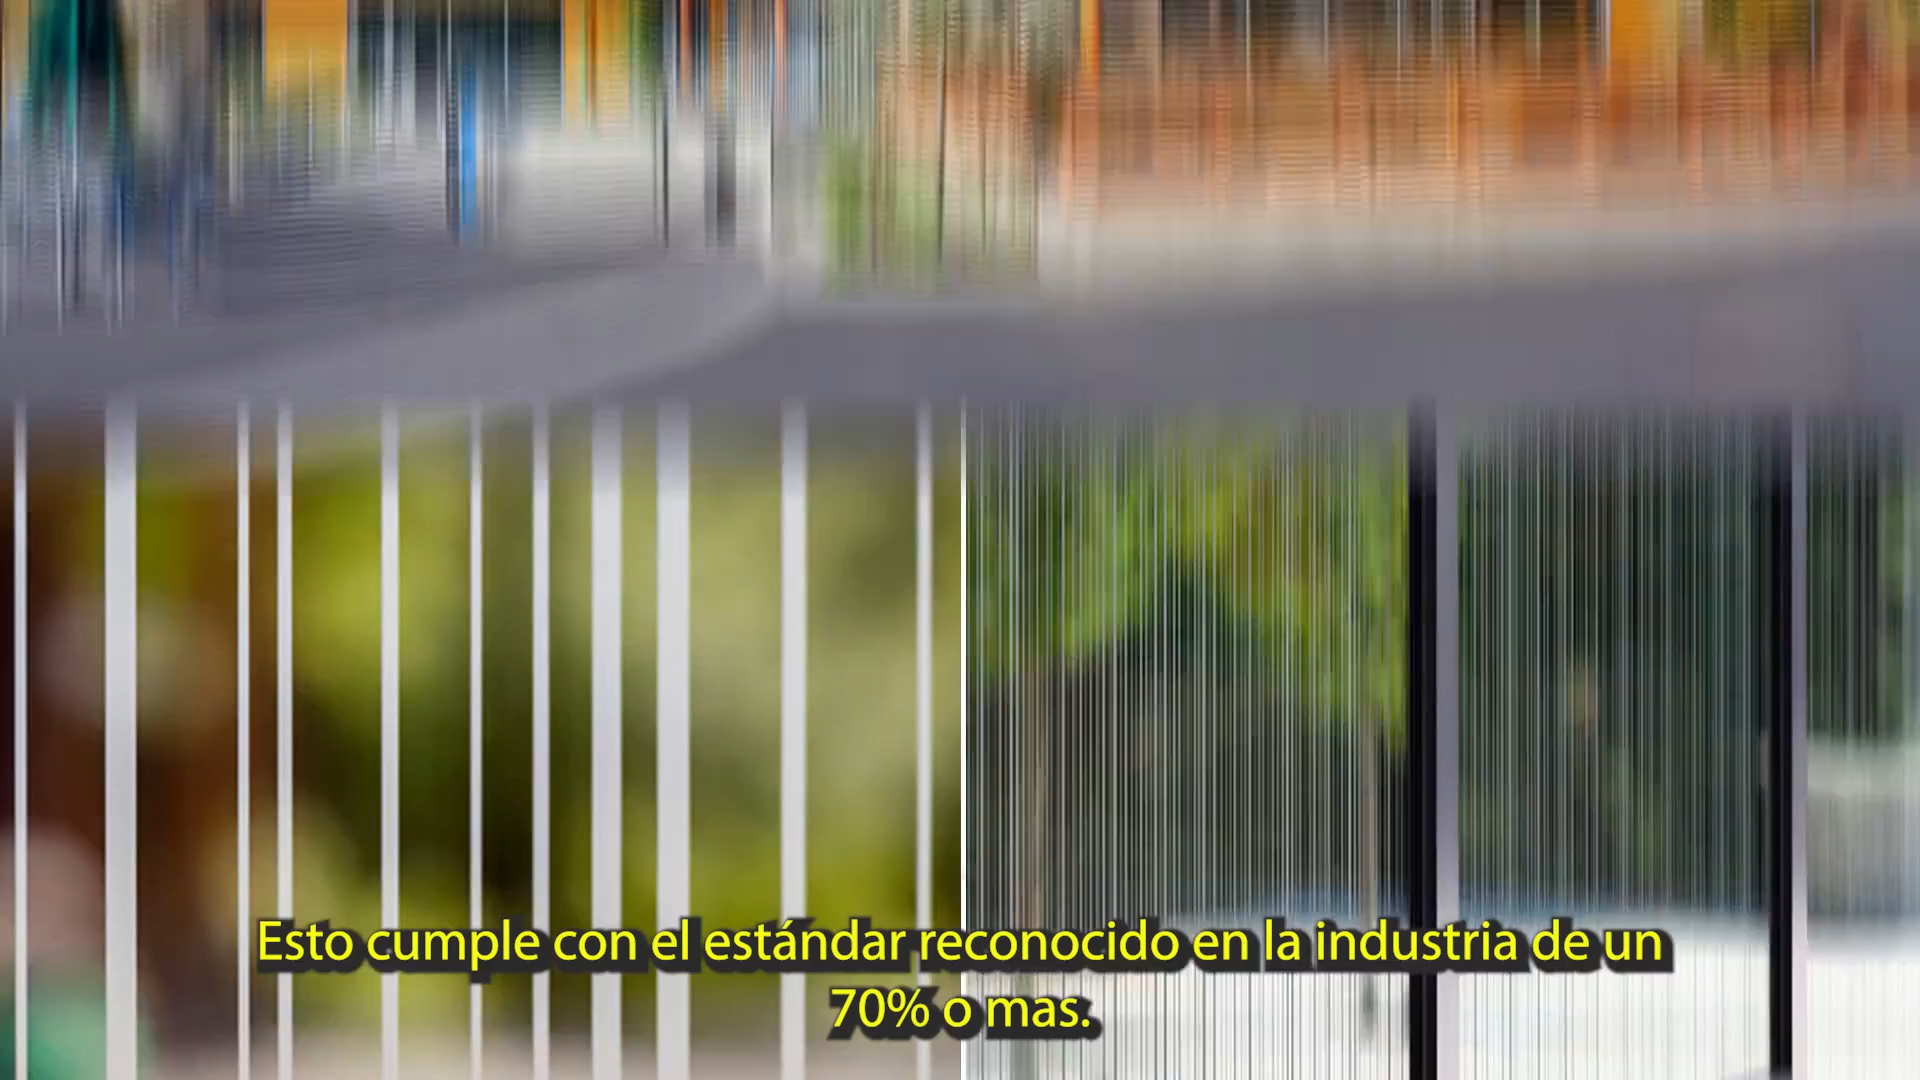 Esto cumple con el estándar reconocido en la industria de un
70% o mas.